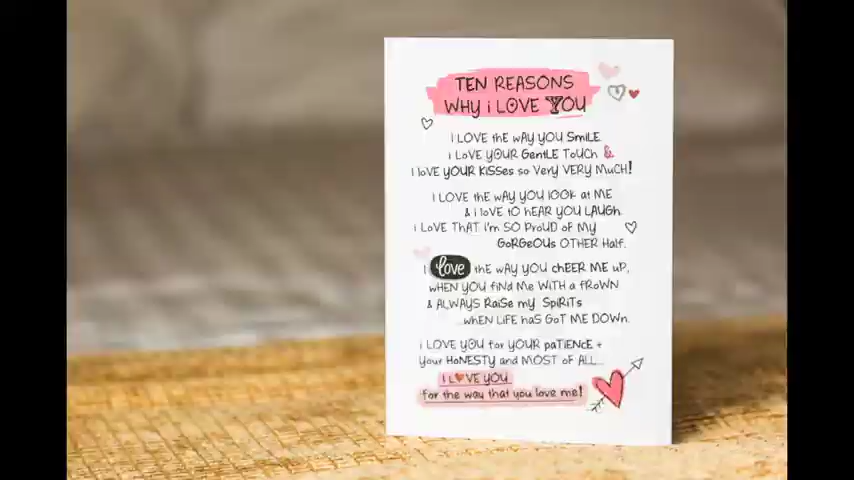 TEN REASONS
WHY i LOVE YOU
I LOVE thE wAY YOU SmiLE
I LoVE YOUR GentLE ToUCh &
I loVE YOUR KiSSes so VERY VERY MuCH!
I LOVE thE wAY YOU lOOK at ME
& i loVE tO hEAR YOU LAUGh.
I LOVE ThAT i'm SO PRoUD oF My
GoRGEOUs OTHER Half.
I love thE wAY YOU chEER ME uP,
wHEN YOU fiNd Me WiTH a fRoWN
& ALWAYS RaiSe my SPiRiTS
...whEN LiFE haS GoT ME DOWn.
I LOVE YOU for YOUR paTiENcE +
YouR HoNESTY and MOST oF ALL...
I LOVE YOU
for the way that you love me!